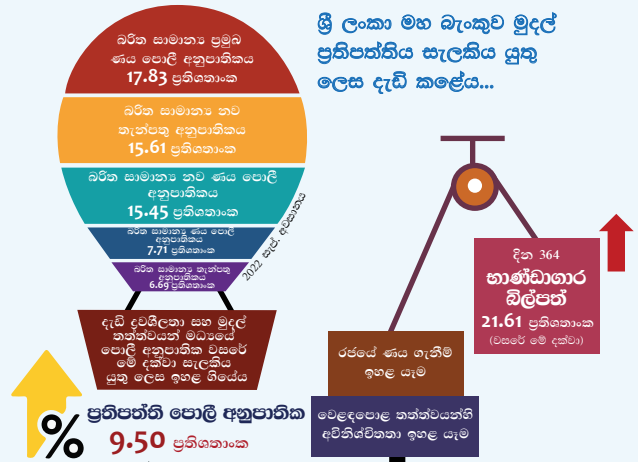 ශ්‍රී ලංකා මහ බැංකුව මුදල්
ප්‍රතිපත්තිය සැලකිය යුතු
ලෙස දැඩි කළේය...
බරිත සාමාන්‍ය ප්‍රමුඛ
ණය පොලී අනුපාතිකය
17.83 ප්‍රතිශතාංක
බරිත සාමාන්‍ය නව
තැන්පතු අනුපාතිකය
15.61 ප්‍රතිශතාංක
බරිත සාමාන්‍ය නව ණය පොලී
අනුපාතිකය
15.45 ප්‍රතිශතාංක
බරිත සාමාන්‍ය ණය පොලී
අනුපාතිකය
7.71 ප්‍රතිශතාංක
බරිත සාමාන්‍ය තැන්පතු
අනුපාතිකය
6.69 ප්‍රතිශතාංක
2022 සැප්. අවසානය
දැඩි ද්‍රවශීලතා සහ මුදල්
තත්ත්වයන් මධ්‍යයේ
පොලී අනුපාතික වසරේ
මේ දක්වා සැලකිය
යුතු ලෙස ඉහළ ගියේය
% ප්‍රතිපත්ති පොලී අනුපාතික
9.50 ප්‍රතිශතාංක
දින 364
භාණ්ඩාගාර
බිල්පත්
21.61 ප්‍රතිශතාංක
(වසරේ මේ දක්වා)
රජයේ ණය ගැනීම්
ඉහළ යෑම
වෙළඳපොළ තත්ත්වයන්හි
අවිනිශ්චිතතා ඉහළ යෑම